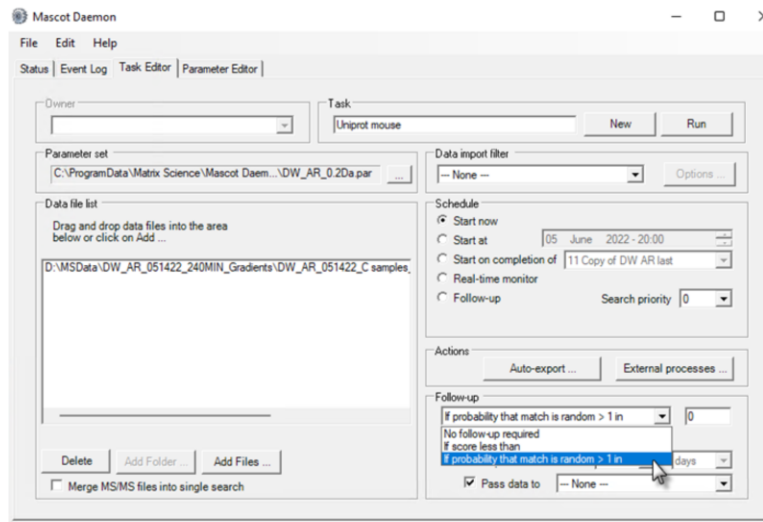 Mascot Daemon
File Edit Help
Status Event Log Task Editor Parameter Editor
Owner
Task
Uniprot mouse
New Run
Parameter set
C:\ProgramData\Matrix Science\Mascot Daem...\DW_AR_0.2Da.par ...
Data import filter
-- None -- Options ...
Data file list
Drag and drop data files into the area
below or click on Add ...
D:\MSData\DW_AR_051422_240MIN_Gradients\DW_AR_051422_C samples_
Delete Add Folder ... Add Files ...
Merge MS/MS files into single search
Schedule
Start now
Start at 05 June 2022 - 20:00
Start on completion of 11 Copy of DW AR last
Real-time monitor
Follow-up Search priority 0
Actions
Auto-export ... External processes ...
Follow-up
If probability that match is random > 1 in 0
No follow-up required
If score less than
If probability that match is random > 1 in
days
Pass data to -- None --